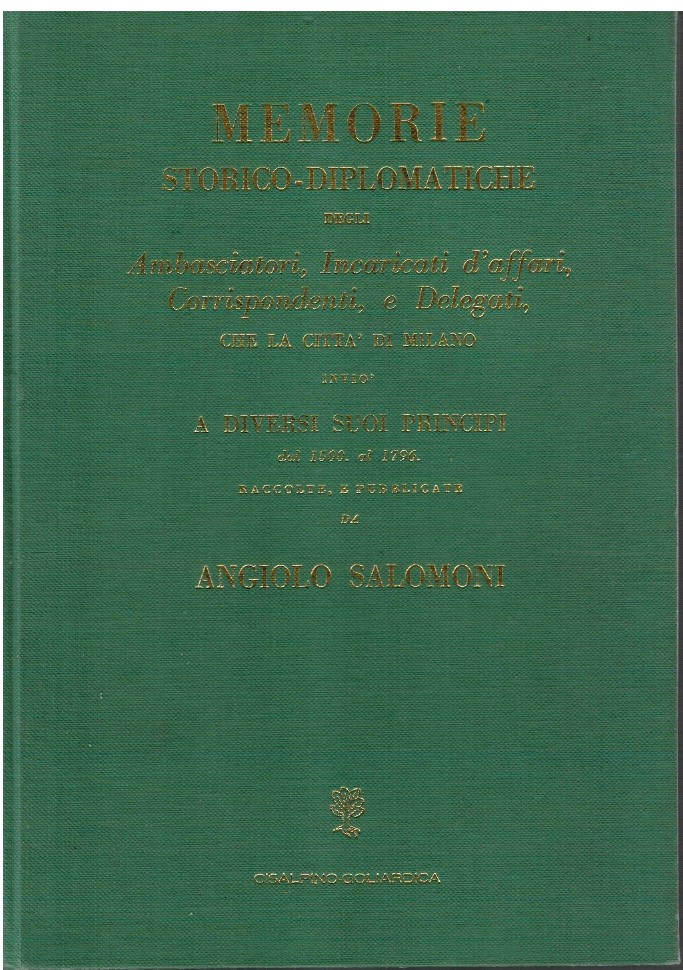 MEMORIE
STORICO-DIPLOMATICHE
DEGLI
Ambasciatori, Incaricati d'affari,
Corrispondenti, e Delegati,
CHE LA CITTA' DI MILANO
INVIO'
A DIVERSI SUOI PRINCIPI
dal 1500. al 1796.
RACCOLTE, E PUBBLICATE
DA
ANGIOLO SALOMONI
CISALPINO-GOLIARDICA